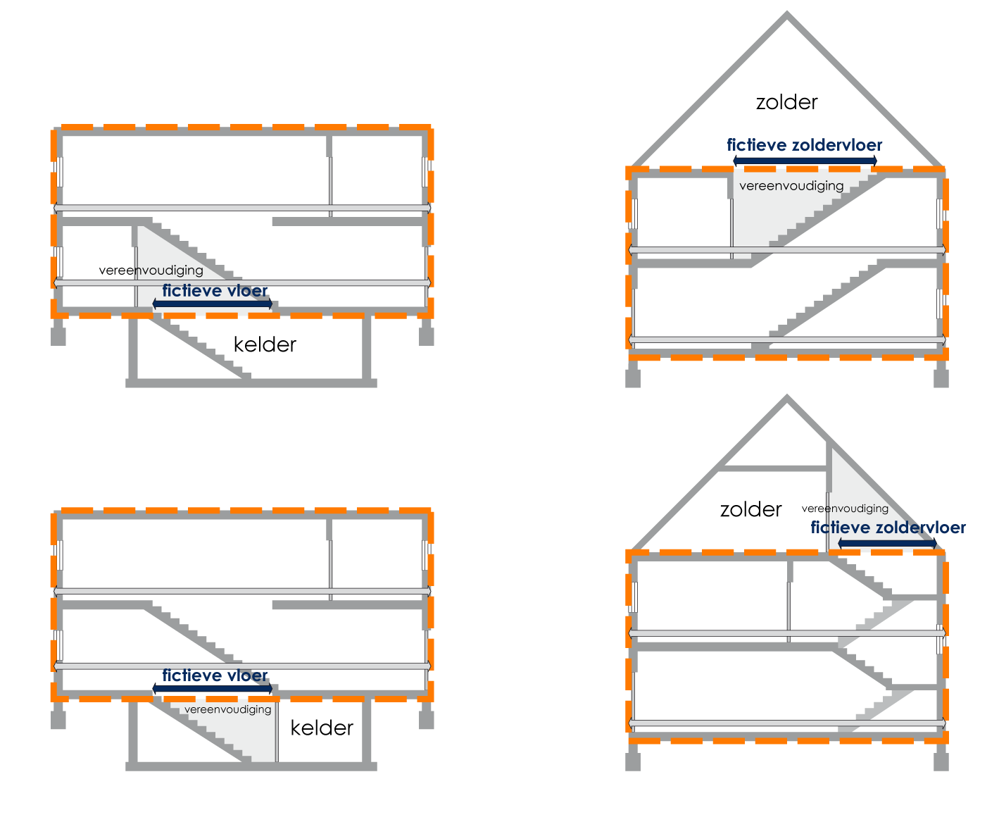 zolder
fictieve zoldervloer
vereenvoudiging
vereenvoudiging
fictieve vloer
kelder
zolder
vereenvoudiging
fictieve zoldervloer
fictieve vloer
vereenvoudiging
kelder